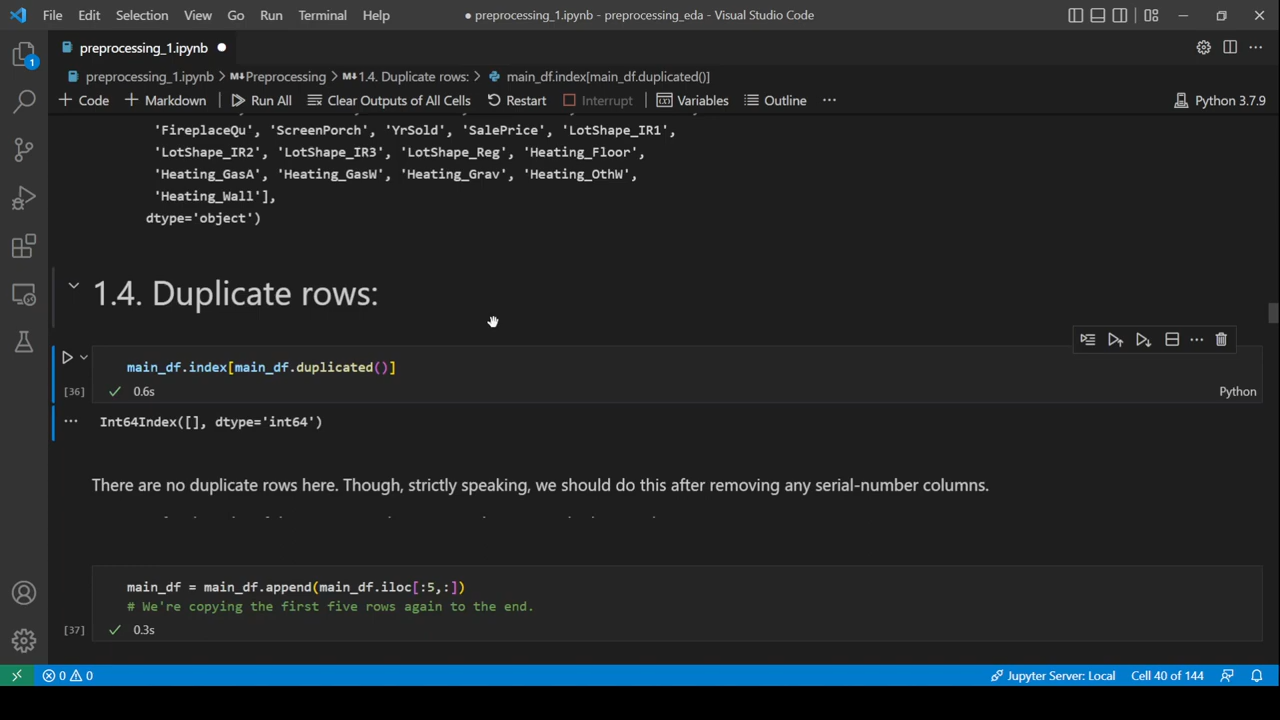 File Edit Selection View Go Run Terminal Help
● preprocessing_1.ipynb - preprocessing_eda - Visual Studio Code
preprocessing_1.ipynb ●
preprocessing_1.ipynb > M↓Preprocessing > M↓1.4. Duplicate rows: > main_df.index[main_df.duplicated()]
+ Code + Markdown Run All Clear Outputs of All Cells Restart Interrupt Variables Outline ··· Python 3.7.9
1
'FireplaceQu', 'ScreenPorch', 'YrSold', 'SalePrice', 'LotShape_IR1',
'LotShape_IR2', 'LotShape_IR3', 'LotShape_Reg', 'Heating_Floor',
'Heating_GasA', 'Heating_GasW', 'Heating_Grav', 'Heating_OthW',
'Heating_Wall'],
dtype='object')
1.4. Duplicate rows:
main_df.index[main_df.duplicated()]
[36] ✓ 0.6s Python
··· Int64Index([], dtype='int64')
There are no duplicate rows here. Though, strictly speaking, we should do this after removing any serial-number columns.
main_df = main_df.append(main_df.iloc[:5,:])
# We're copying the first five rows again to the end.
[37] ✓ 0.3s
0 0 Jupyter Server: Local Cell 40 of 144